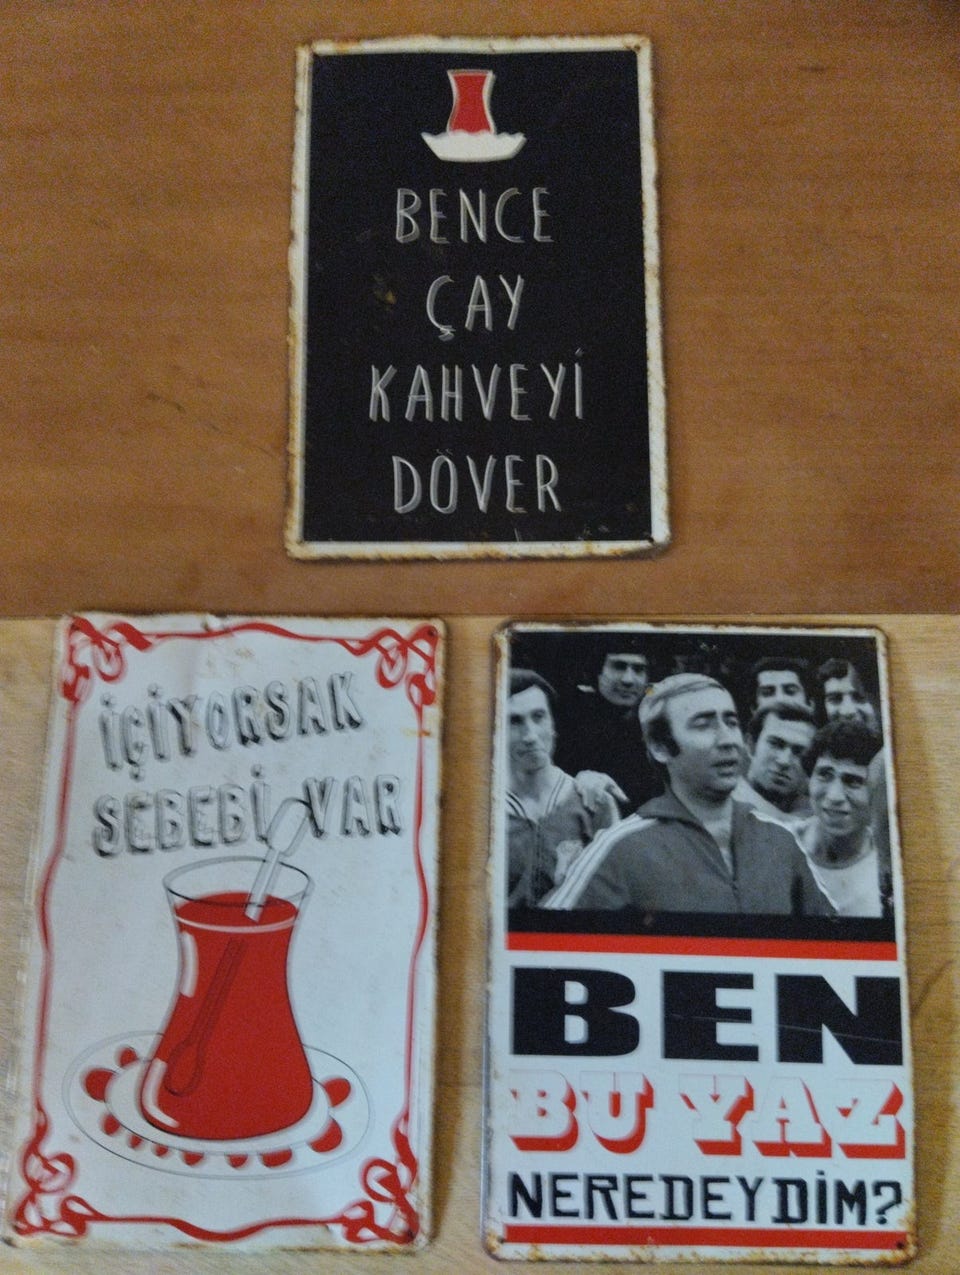 BENCE
ÇAY
KAHVEYİ
DÖVER
İÇİYORSAK
SEBEBİ VAR
BEN
BU YAZ
NEREDEYDİM?